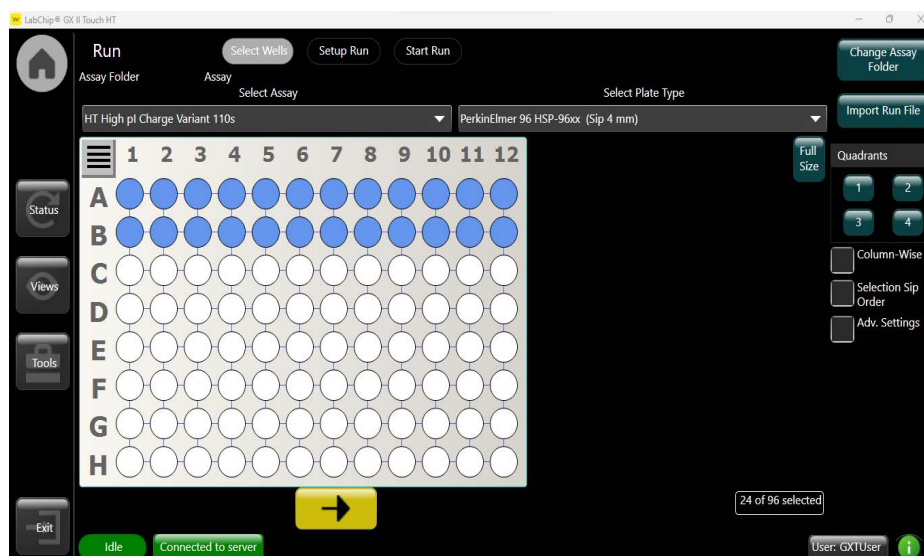 LabChip® GX II Touch HT
Run
Select Wells
Setup Run
Start Run
Change Assay
Folder
Assay Folder
Assay
Select Assay
Select Plate Type
HT High pI Charge Variant 110s
PerkinElmer 96 HSP-96xx (Sip 4 mm)
Import Run File
1 2 3 4 5 6 7 8 9 10 11 12
Full
Size
Quadrants
A
1 2
Status
B
3 4
C
Column-Wise
Views
Selection Sip
Order
D
Adv. Settings
E
Tools
F
G
H
24 of 96 selected
Exit
Idle
Connected to server
User: GXTUser
i